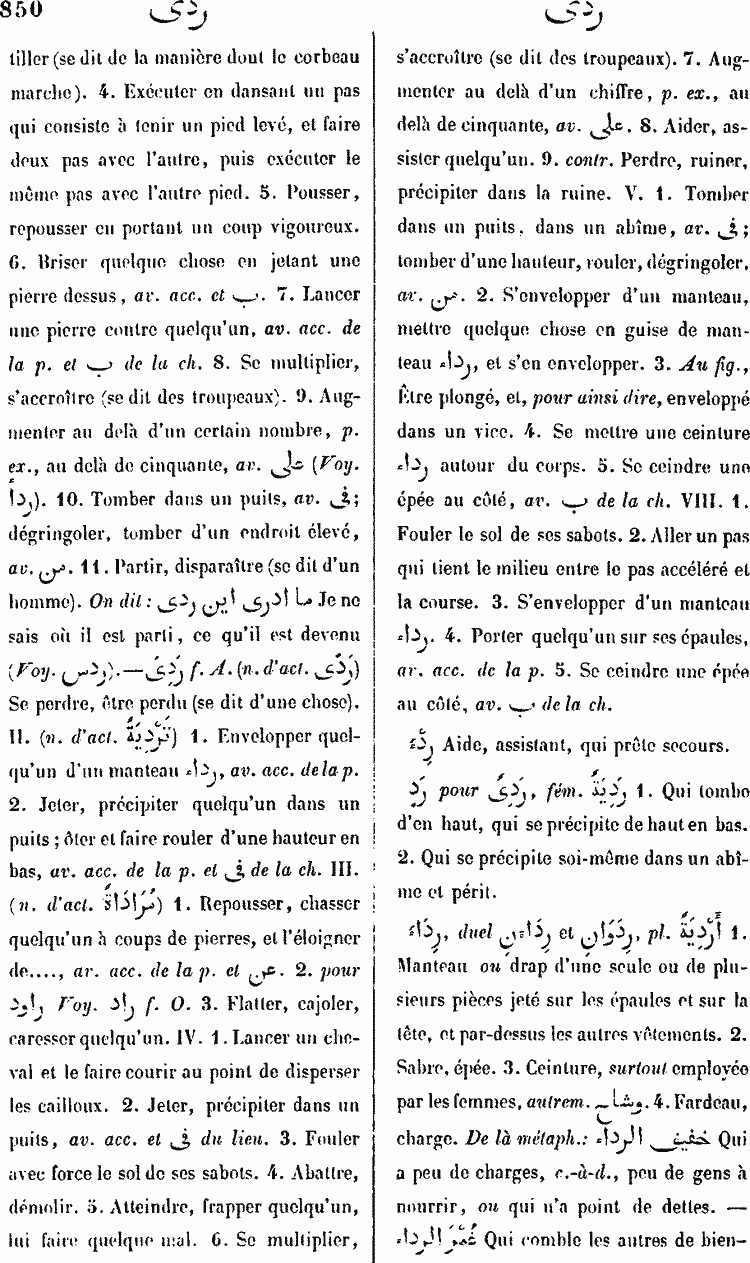 850
ردى
ردى
tiller (se dit de la manière dont le corbeau
marche). 4. Exécuter en dansant un pas
qui consiste à tenir un pied levé, et faire
deux pas avec l'autre, puis exécuter le
même pas avec l'autre pied. 5. Pousser,
repousser en portant un coup vigoureux.
6. Briser quelque chose en jetant une
pierre dessus, av. acc. et ب. 7. Lancer
une pierre contre quelqu'un, av. acc. de
la p. et ب de la ch. 8. Se multiplier,
s'accroître (se dit des troupeaux). 9. Aug-
menter au delà d'un certain nombre, p.
ex., au delà de cinquante, av. على (Voy.
ردأ). 10. Tomber dans un puits, av. فى;
dégringoler, tomber d'un endroit élevé,
av. من. 11. Partir, disparaître (se dit d'un
homme). On dit : ما ادرى اين ردى Je ne
sais où il est parti, ce qu'il est devenu
(Voy. ردس).— رَدِىَ f. A. (n. d'act. رَدًى)
Se perdre, être perdu (se dit d'une chose).
II. (n. d'act. تَرْدِيَةٌ) 1. Envelopper quel-
qu'un d'un manteau رداء, av. acc. de la p.
2. Jeter, précipiter quelqu'un dans un
puits ; ôter et faire rouler d'une hauteur en
bas, av. acc. de la p. et فى de la ch. III.
(n. d'act. مُرَادَاةٌ) 1. Repousser, chasser
quelqu'un à coups de pierres, et l'éloigner
de...., av. acc. de la p. et عن. 2. pour
راود Voy. راد f. O. 3. Flatter, cajoler,
caresser quelqu'un. IV. 1. Lancer un che-
val et le faire courir au point de disperser
les cailloux. 2. Jeter, précipiter dans un
puits, av. acc. et فى du lieu. 3. Fouler
avec force le sol de ses sabots. 4. Abattre,
démolir. 5. Atteindre, frapper quelqu'un,
lui faire quelque mal. 6. Se multiplier,
s'accroître (se dit des troupeaux). 7. Aug-
menter au delà d'un chiffre, p. ex., au
delà de cinquante, av. على. 8. Aider, as-
sister quelqu'un. 9. contr. Perdre, ruiner,
précipiter dans la ruine. V. 1. Tomber
dans un puits, dans un abîme, av. فى;
tomber d'une hauteur, rouler, dégringoler,
av. من. 2. S'envelopper d'un manteau,
mettre quelque chose en guise de man-
teau رداء, et s'en envelopper. 3. Au fig.,
Être plongé, et, pour ainsi dire, enveloppé
dans un vice. 4. Se mettre une ceinture
رداء autour du corps. 5. Se ceindre une
épée au côté, av. ب de la ch. VIII. 1.
Fouler le sol de ses sabots. 2. Aller un pas
qui tient le milieu entre le pas accéléré et
la course. 3. S'envelopper d'un manteau
رداء. 4. Porter quelqu'un sur ses épaules,
av. acc. de la p. 5. Se ceindre une épée
au côté, av. ب de la ch.
رِدْءٌ Aide, assistant, qui prête secours.
رَدٍ pour رَدِىٌ, fém. رَدِيَةٌ 1. Qui tombe
d'en haut, qui se précipite de haut en bas.
2. Qui se précipite soi-même dans un abî-
me et périt.
رِدَاءٌ, duel رِدَاءَنِ et رِدَوَانِ, pl. أَرْدِيَةٌ 1.
Manteau ou drap d'une seule ou de plu-
sieurs pièces jeté sur les épaules et sur la
tête, et par-dessus les autres vêtements. 2.
Sabre, épée. 3. Ceinture, surtout employée
par les femmes, autrem. وشاح. 4. Fardeau,
charge. De là métaph.: خفيف الرداء Qui
a peu de charges, c.-à-d., peu de gens à
nourrir, ou qui n'a point de dettes. —
غَمْرُ الرداء Qui comble les autres de bien-